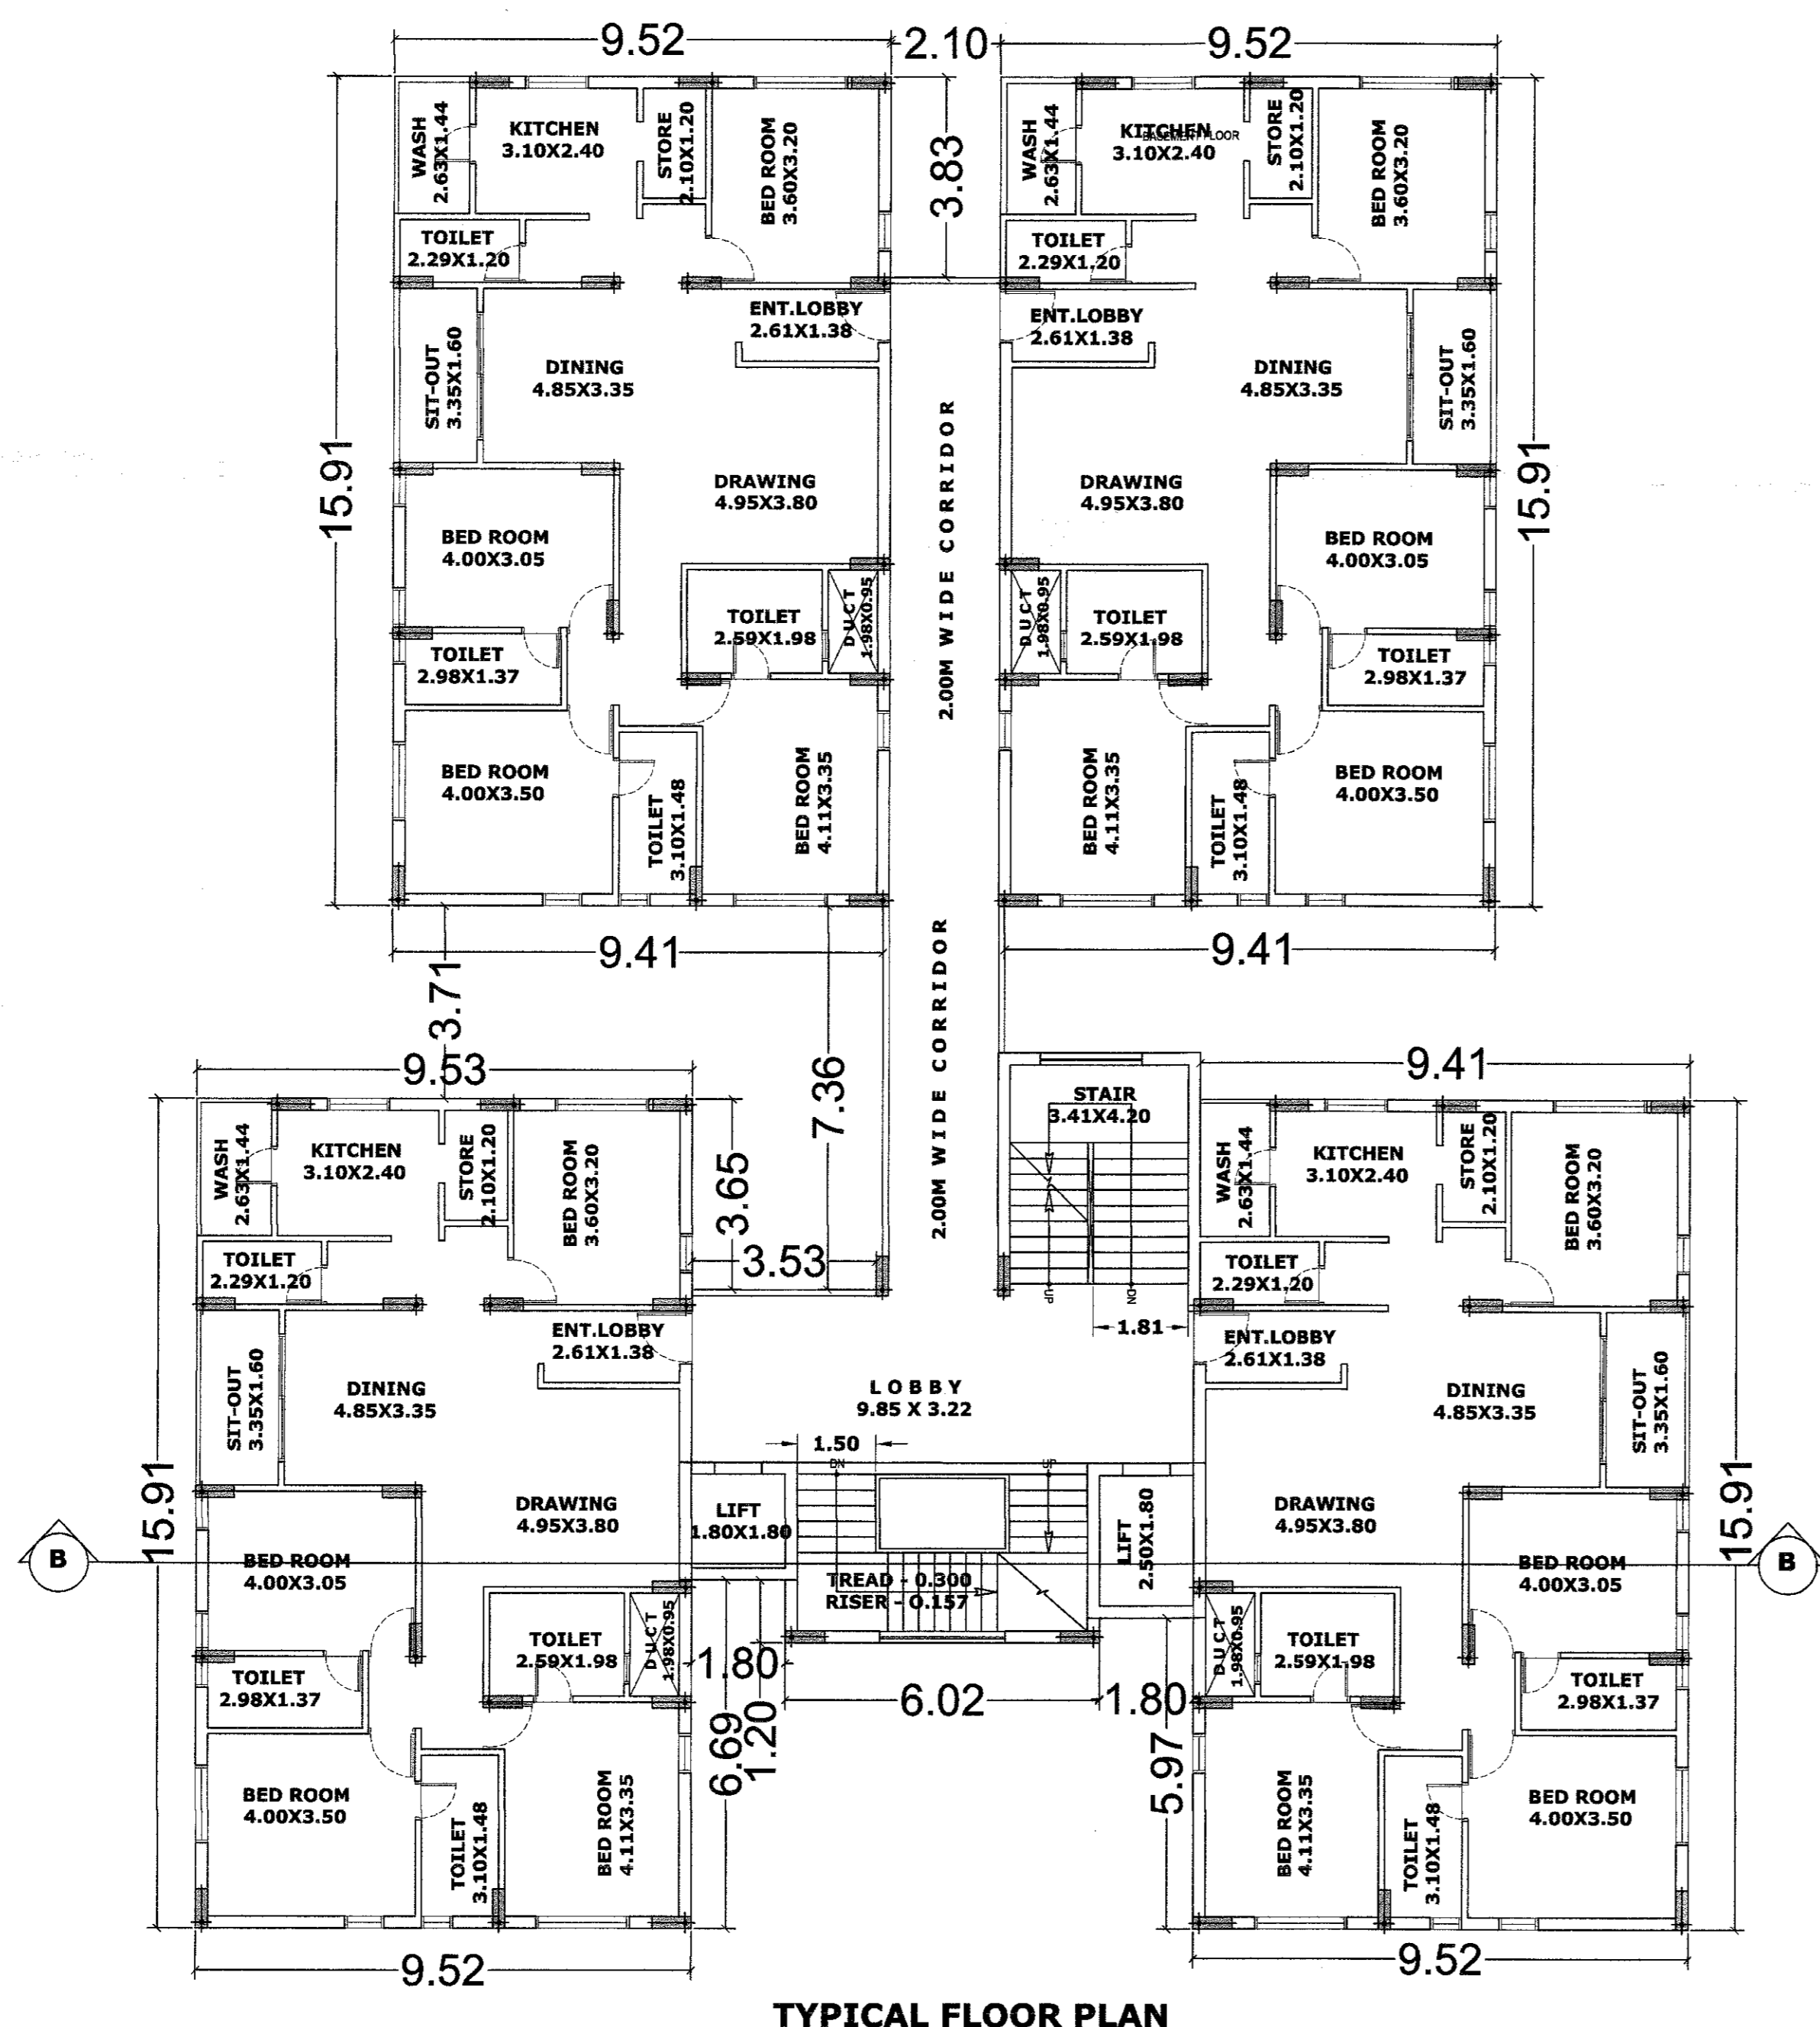 9.52
2.10
9.52
WASH
2.63X1.44
KITCHEN
3.10X2.40
STORE
2.10X1.20
BED ROOM
3.60X3.20
3.83
WASH
2.63X1.44
KITCHEN
BASEMENT FLOOR
3.10X2.40
STORE
2.10X1.20
BED ROOM
3.60X3.20
TOILET
2.29X1.20
TOILET
2.29X1.20
ENT.LOBBY
2.61X1.38
ENT.LOBBY
2.61X1.38
SIT-OUT
3.35X1.60
DINING
4.85X3.35
DINING
4.85X3.35
SIT-OUT
3.35X1.60
15.91
15.91
DRAWING
4.95X3.80
2.00M WIDE CORRIDOR
DRAWING
4.95X3.80
BED ROOM
4.00X3.05
BED ROOM
4.00X3.05
TOILET
2.59X1.98
DUCT
1.98X0.95
DUCT
1.98X0.95
TOILET
2.59X1.98
TOILET
2.98X1.37
TOILET
2.98X1.37
BED ROOM
4.00X3.50
TOILET
3.10X1.48
BED ROOM
4.11X3.35
BED ROOM
4.11X3.35
TOILET
3.10X1.48
BED ROOM
4.00X3.50
9.41
9.41
3.71
7.36
2.00M WIDE CORRIDOR
9.53
9.41
STAIR
3.41X4.20
WASH
2.63X1.44
KITCHEN
3.10X2.40
STORE
2.10X1.20
BED ROOM
3.60X3.20
3.65
WASH
2.63X1.44
KITCHEN
3.10X2.40
STORE
2.10X1.20
BED ROOM
3.60X3.20
TOILET
2.29X1.20
3.53
TOILET
2.29X1.20
UP
DN
1.81
ENT.LOBBY
2.61X1.38
ENT.LOBBY
2.61X1.38
SIT-OUT
3.35X1.60
DINING
4.85X3.35
LOBBY
9.85 X 3.22
DINING
4.85X3.35
SIT-OUT
3.35X1.60
1.50
DN
UP
15.91
15.91
DRAWING
4.95X3.80
LIFT
1.80X1.80
LIFT
2.50X1.80
DRAWING
4.95X3.80
B
B
BED ROOM
4.00X3.05
TREAD - 0.300
RISER - 0.157
BED ROOM
4.00X3.05
TOILET
2.59X1.98
DUCT
1.98X0.95
DUCT
1.98X0.95
TOILET
2.59X1.98
1.80
6.02
1.80
TOILET
2.98X1.37
TOILET
2.98X1.37
6.69
1.20
5.97
BED ROOM
4.00X3.50
TOILET
3.10X1.48
BED ROOM
4.11X3.35
BED ROOM
4.11X3.35
TOILET
3.10X1.48
BED ROOM
4.00X3.50
9.52
9.52
TYPICAL FLOOR PLAN